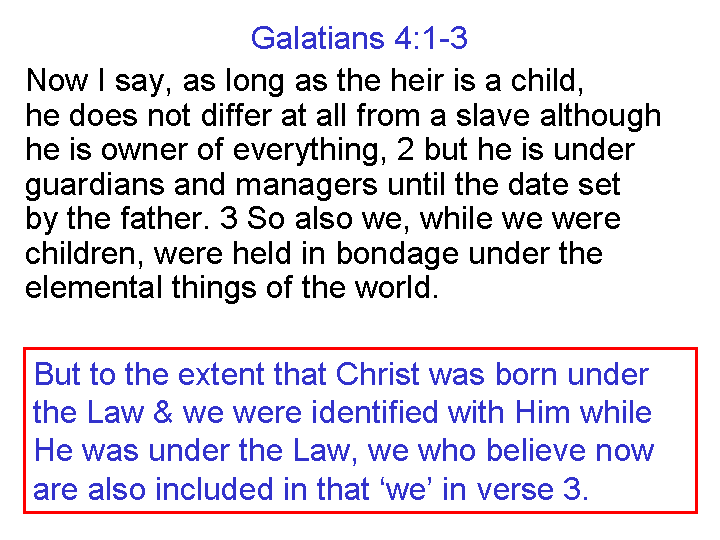 Galatians 4:1-3
Now I say, as long as the heir is a child,
he does not differ at all from a slave although
he is owner of everything, 2 but he is under
guardians and managers until the date set
by the father. 3 So also we, while we were
children, were held in bondage under the
elemental things of the world.
But to the extent that Christ was born under
the Law & we were identified with Him while
He was under the Law, we who believe now
are also included in that ‘we’ in verse 3.